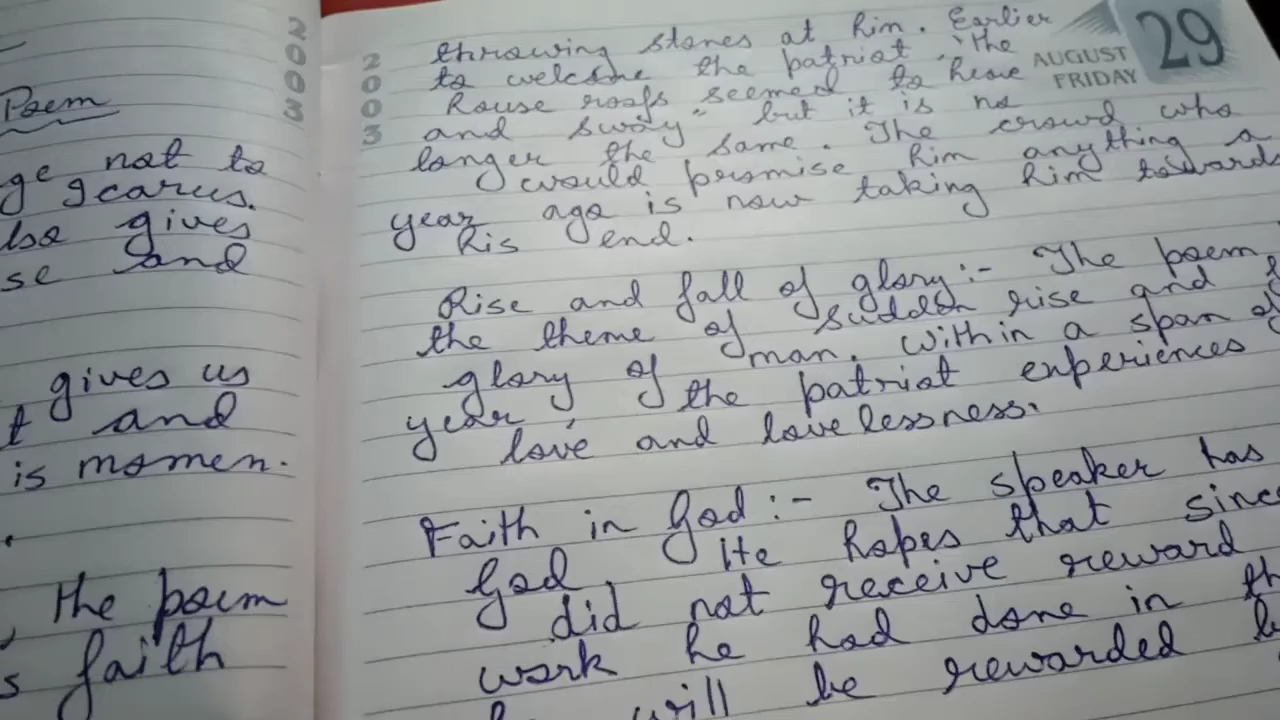 Poem
ge not to
g Icarus.
lso gives
se and
gives us
t and
is momen.
, the poem
s faith
2
0
0
3
2
0
0
3
AUGUST
FRIDAY
29
throwing stones at him. Earlier
to welcome the patriot "the
house roofs seemed to heave
and sway" but it is no
longer the same. The crowd who
would promise him anything a
year ago is now taking him towards
his end.
Rise and fall of glory:- The poem
the theme of sudden rise and
glory of man. Within a span of
year, the patriot experiences
love and lovelessness.
Faith in God:- The speaker has
God. He hopes that since
did not receive reward
work he had done in th
will be rewarded